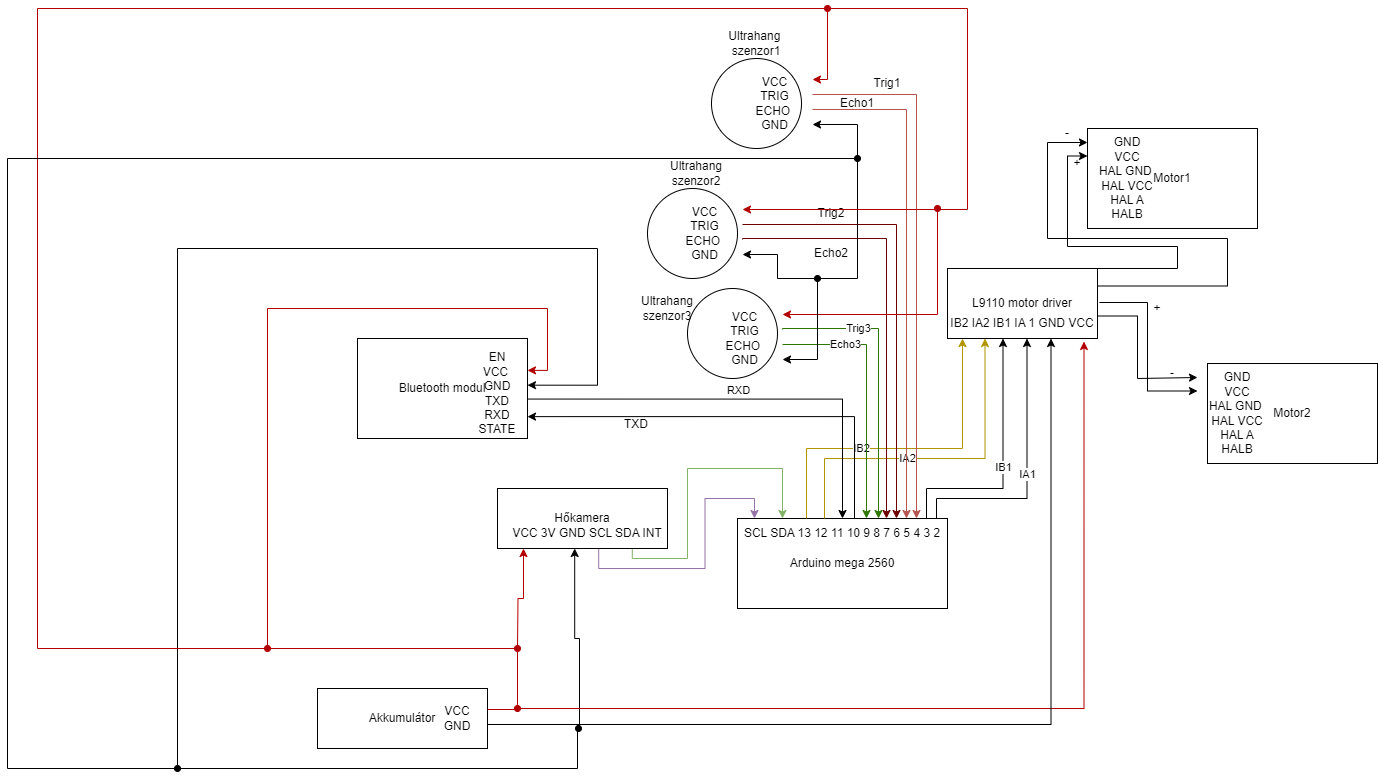 Ultrahang
szenzor1
VCC
TRIG
ECHO
GND
Trig1
Echo1
Ultrahang
szenzor2
VCC
TRIG
ECHO
GND
Trig2
Echo2
Ultrahang
szenzor3
VCC
TRIG
ECHO
GND
Trig3
Echo3
-
+
GND
VCC
HAL GND
HAL VCC
HAL A
HALB
Motor1
L9110 motor driver
IB2 IA2 IB1 IA 1 GND VCC
+
-
GND
VCC
HAL GND
HAL VCC
HAL A
HALB
Motor2
Bluetooth modul
EN
VCC
GND
TXD
RXD
STATE
RXD
TXD
IB2
IA2
IB1
IA1
Hőkamera
VCC 3V GND SCL SDA INT
SCL SDA 13 12 11 10 9 8 7 6 5 4 3 2
Arduino mega 2560
Akkumulátor
VCC
GND